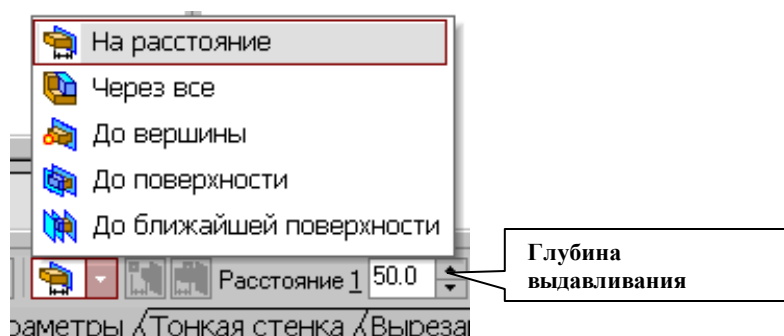 На расстояние
Через все
До вершины
До поверхности
До ближайшей поверхности
Глубина
выдавливания
Расстояние 1 50.0
раметры Тонкая стенка Выреза